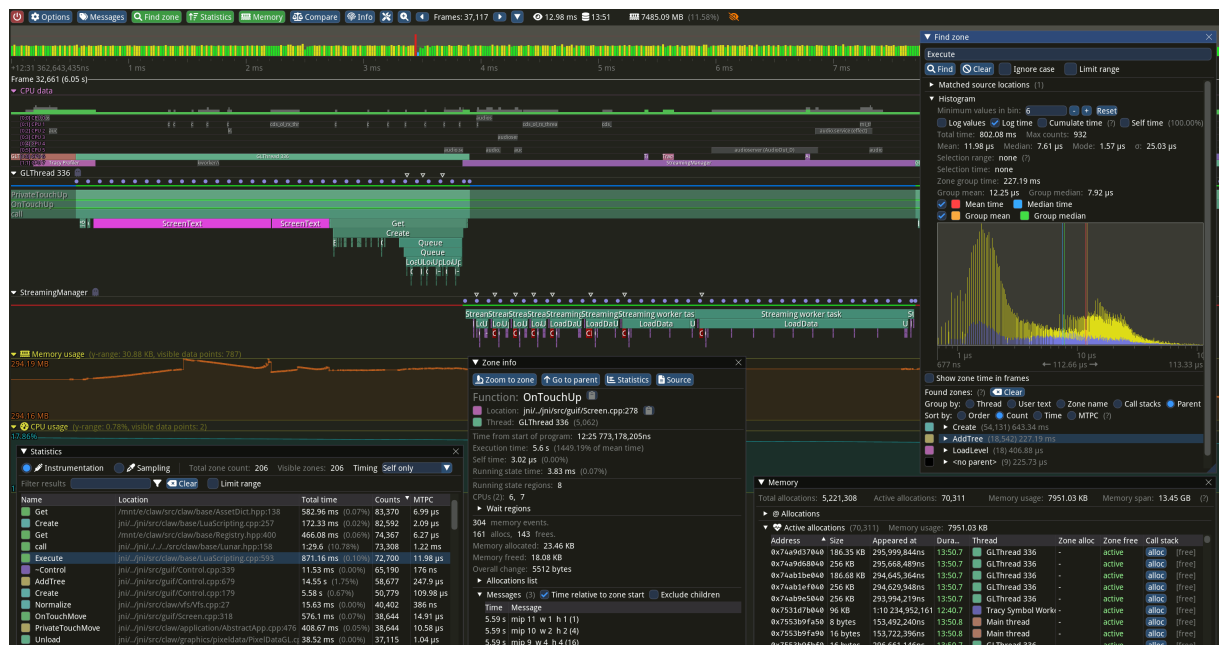 Options Messages Find zone Statistics Memory Compare Info Frames: 37,117 12.98 ms 13:51 7485.09 MB (11.58%)
+12:31 362,643,435ns 1 ms 2 ms 3 ms 4 ms 5 ms 6 ms 7 ms
Frame 32,661 (6.05 s)
CPU data
GLThread 336
StreamingManager
GLThread 336
PrivateTouchUp
OnTouchUp
call
ScreenText ScreenText Get
Create
Queue
Queue
StreamingManager
Streaming worker tas Streaming worker task
LoadDa LoadData LoadData
Memory usage (y-range: 30.88 KB, visible data points: 787)
294.19 MB
294.16 MB
CPU usage (y-range: 0.78%, visible data points: 2)
17.86%
Find zone
Execute
Find Clear Ignore case Limit range
Matched source locations (1)
Histogram
Minimum values in bin: 6 - + Reset
Log values Log time Cumulate time (?) Self time (100.00%)
Total time: 802.08 ms Max counts: 932
Mean: 11.98 μs Median: 7.61 μs Mode: 1.57 μs σ: 25.03 μs
Selection range: none (?)
Selection time: none
Zone group time: 227.19 ms
Group mean: 12.25 μs Group median: 7.92 μs
Mean time Median time
Group mean Group median
1 μs 10 μs
677 ns ← 112.66 μs → 113.33 μs
Show zone time in frames
Found zones: (?) Clear
Group by: Thread User text Zone name Call stacks Parent
Sort by: Order Count Time MTPC (?)
Create (54,131) 643.34 ms
AddTree (18,542) 227.19 ms
LoadLevel (18) 406.88 μs
<no parent> (9) 225.73 μs
Statistics
Instrumentation Sampling Total zone count: 206 Visible zones: 206 Timing Self only
Filter results Clear Limit range
Name Location Total time Counts MTPC
Get /mnt/e/claw/src/claw/base/AssetDict.hpp:138 582.96 ms (0.07%) 83,370 6.99 μs
Create jni/../jni/src/claw/base/LuaScripting.cpp:257 172.33 ms (0.02%) 82,592 2.09 μs
Get /mnt/e/claw/src/claw/base/Registry.hpp:400 466.08 ms (0.06%) 74,367 6.27 μs
call jni/../jni/../../src/claw/base/Lunar.hpp:158 1:29.6 (10.78%) 73,308 1.22 ms
Execute jni/../jni/src/claw/base/LuaScripting.cpp:593 871.16 ms (0.10%) 72,700 11.98 μs
~Control jni/../jni/src/guif/Control.cpp:339 11.53 ms (0.00%) 65,190 176 ns
AddTree jni/../jni/src/guif/Control.cpp:679 14.55 s (1.75%) 58,677 247.9 μs
Create jni/../jni/src/guif/Control.cpp:179 5.58 s (0.67%) 50,779 109.98 μs
Normalize jni/../jni/src/claw/vfs/Vfs.cpp:27 15.63 ms (0.00%) 40,402 386 ns
OnTouchMove jni/../jni/src/guif/Screen.cpp:318 576.1 ms (0.07%) 38,644 14.91 μs
PrivateTouchMove jni/../jni/src/claw/application/AbstractApp.cpp:476 408.67 ms (0.05%) 38,644 10.58 μs
Unload jni/../jni/src/claw/graphics/pixeldata/PixelDataGL.c 38.52 ms (0.00%) 37,115 1.04 μs
Zone info
Zoom to zone Go to parent Statistics Source
Function: OnTouchUp
Location: jni/../jni/src/guif/Screen.cpp:278
Thread: GLThread 336 (5,062)
Time from start of program: 12:25 773,178,205ns
Execution time: 5.6 s (1449.19% of mean time)
Self time: 3.02 μs (0.00%)
Running state time: 3.83 ms (0.07%)
Running state regions: 8
CPUs (2): 6, 7
Wait regions
304 memory events.
161 allocs, 143 frees.
Memory allocated: 23.46 KB
Memory freed: 18.08 KB
Overall change: 5512 bytes
Allocations list
Messages (3) Time relative to zone start Exclude children
Time Message
5.59 s mip 11 w 1 h 1 (1)
5.59 s mip 10 w 2 h 2 (4)
5.59 s mip 9 w 4 h 4 (16)
Memory
Total allocations: 5,221,308 Active allocations: 70,311 Memory usage: 7951.03 KB Memory span: 13.45 GB (?)
@ Allocations
Active allocations (70,311) Memory usage: 7951.03 KB
Address Size Appeared at Dura.. Thread Zone alloc Zone free Call stack
0x74a9d37040 186.35 KB 295,999,844ns 13:50.7 GLThread 336 - active alloc [free]
0x74a9d68040 256 KB 295,668,489ns 13:50.7 GLThread 336 - active alloc [free]
0x74ab1be040 186.68 KB 294,645,364ns 13:50.7 GLThread 336 - active alloc [free]
0x74ab1ef040 256 KB 294,629,948ns 13:50.7 GLThread 336 - active alloc [free]
0x74ab9e5040 256 KB 293,994,219ns 13:50.7 GLThread 336 - active alloc [free]
0x7531d7b040 96 KB 1:10 234,952,161 12:40.7 Tracy Symbol Work - active alloc [free]
0x7553b9fa50 8 bytes 153,492,240ns 13:50.8 Main thread - active alloc [free]
0x7553b9fa90 16 bytes 153,722,396ns 13:50.8 Main thread - active alloc [free]